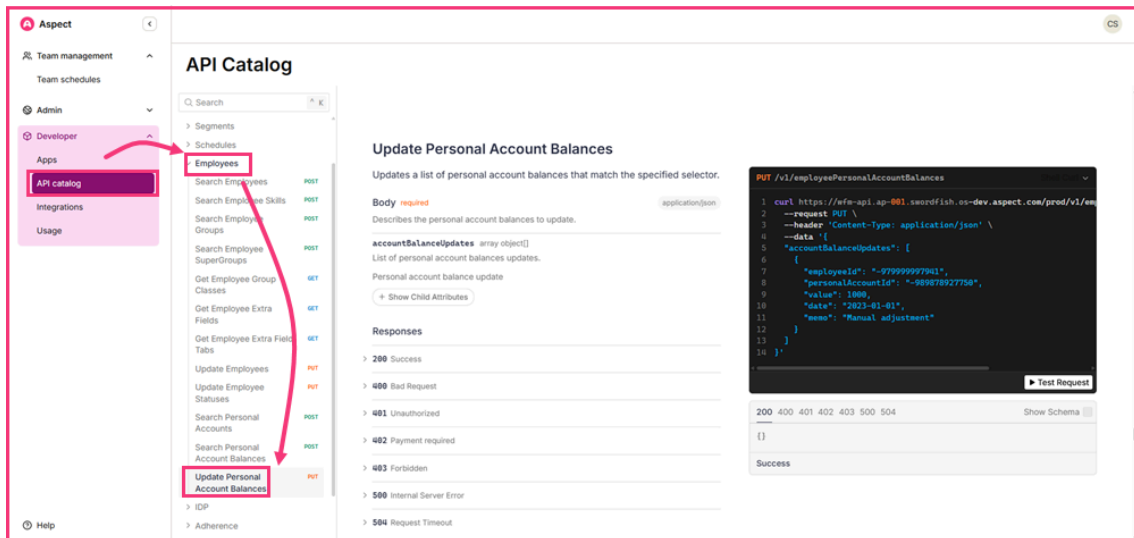 Aspect
CS
Team management
Team schedules
Admin
Developer
Apps
API catalog
Integrations
Usage
Help
API Catalog
Search
^ K
Segments
Schedules
Employees
Search Employees POST
Search Employee Skills POST
Search Employee POST
Groups
Search Employee POST
SuperGroups
Get Employee Group GET
Classes
Get Employee Extra GET
Fields
Get Employee Extra Field GET
Tabs
Update Employees PUT
Update Employee PUT
Statuses
Search Personal POST
Accounts
Search Personal POST
Account Balances
Update Personal PUT
Account Balances
IDP
Adherence
Update Personal Account Balances
Updates a list of personal account balances that match the specified selector.
Body required application/json
Describes the personal account balances to update.
accountBalanceUpdates array object[]
List of personal account balances updates.
Personal account balance update
+ Show Child Attributes
Responses
200 Success
400 Bad Request
401 Unauthorized
402 Payment required
403 Forbidden
500 Internal Server Error
504 Request Timeout
PUT /v1/employeePersonalAccountBalances
1 curl https://wfm-api.ap-001.swordfish.os-dev.aspect.com/prod/v1/emp
2 --request PUT \
3 --header 'Content-Type: application/json' \
4 --data '{
5 "accountBalanceUpdates": [
6 {
7 "employeeId": "-979999997941",
8 "personalAccountId": "-989878927750",
9 "value": 1000,
10 "date": "2023-01-01",
11 "memo": "Manual adjustment"
12 }
13 ]
14 }'
Test Request
200 400 401 402 403 500 504 Show Schema
{}
Success